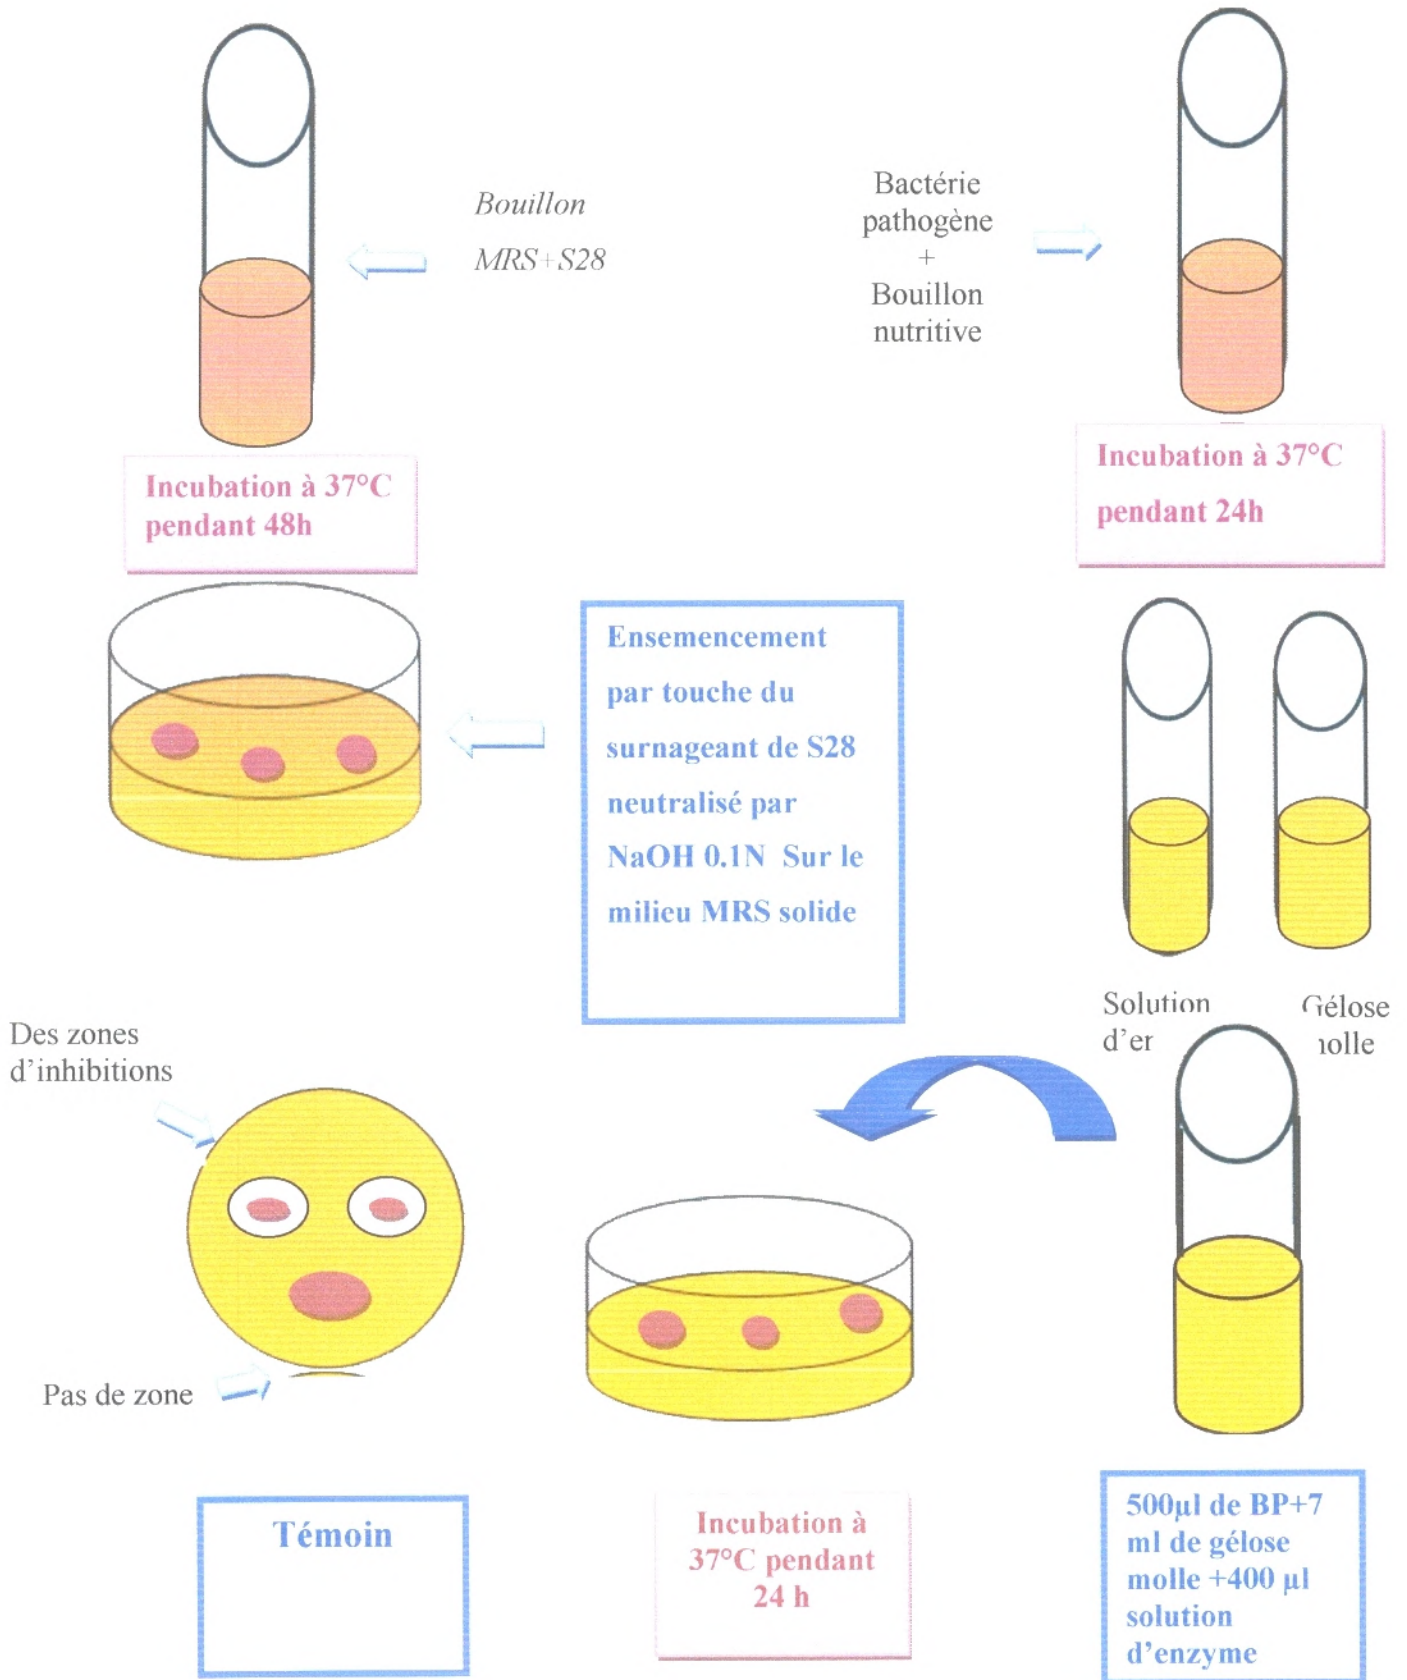 Bouillon
MRS+S28
Bactérie
pathogène
+
Bouillon
nutritive
Incubation à 37°C
pendant 48h
Incubation à 37°C
pendant 24h
Ensemencement
par touche du
surnageant de S28
neutralisé par
NaOH 0.1N Sur le
milieu MRS solide
Solution
d'er
Gélose
nolle
Des zones
d'inhibitions
Pas de zone
Témoin
Incubation à
37°C pendant
24 h
500µl de BP+7
ml de gélose
molle +400 µl
solution
d'enzyme